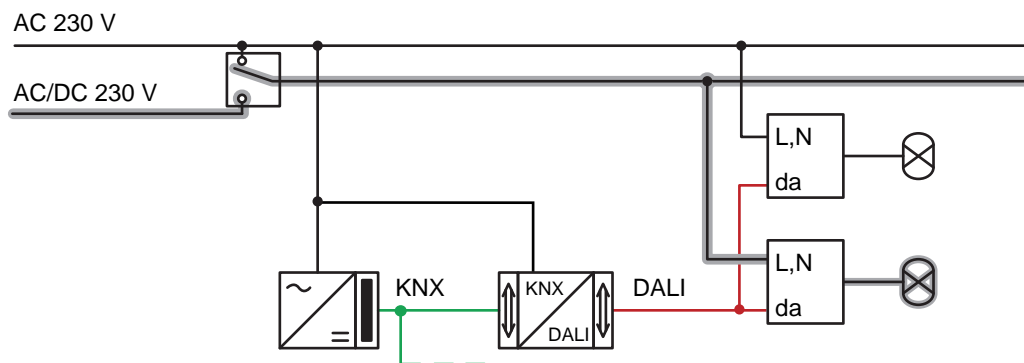 AC 230 V
AC/DC 230 V
L,N
da
L,N
da
KNX
KNX
DALI
DALI